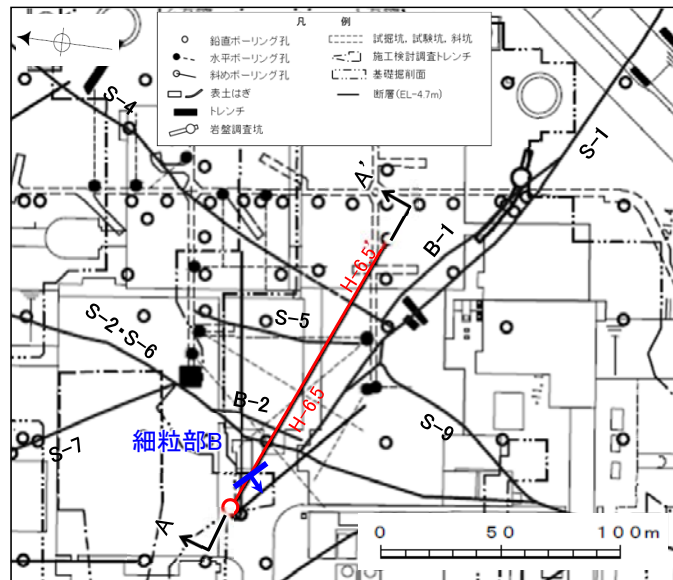 凡 例
鉛直ボーリング孔
水平ボーリング孔
斜めボーリング孔
表土はぎ
トレンチ
岩盤調査坑
試掘坑, 試験坑, 斜坑
施工検討調査トレンチ
基礎掘削面
断層(EL-4.7m)
S-4
S-1
A'
B-1
H-6.5'
S-5
S-2・S-6
B-2
H-6.5
S-9
S-7
細粒部B
A
0 50 100m